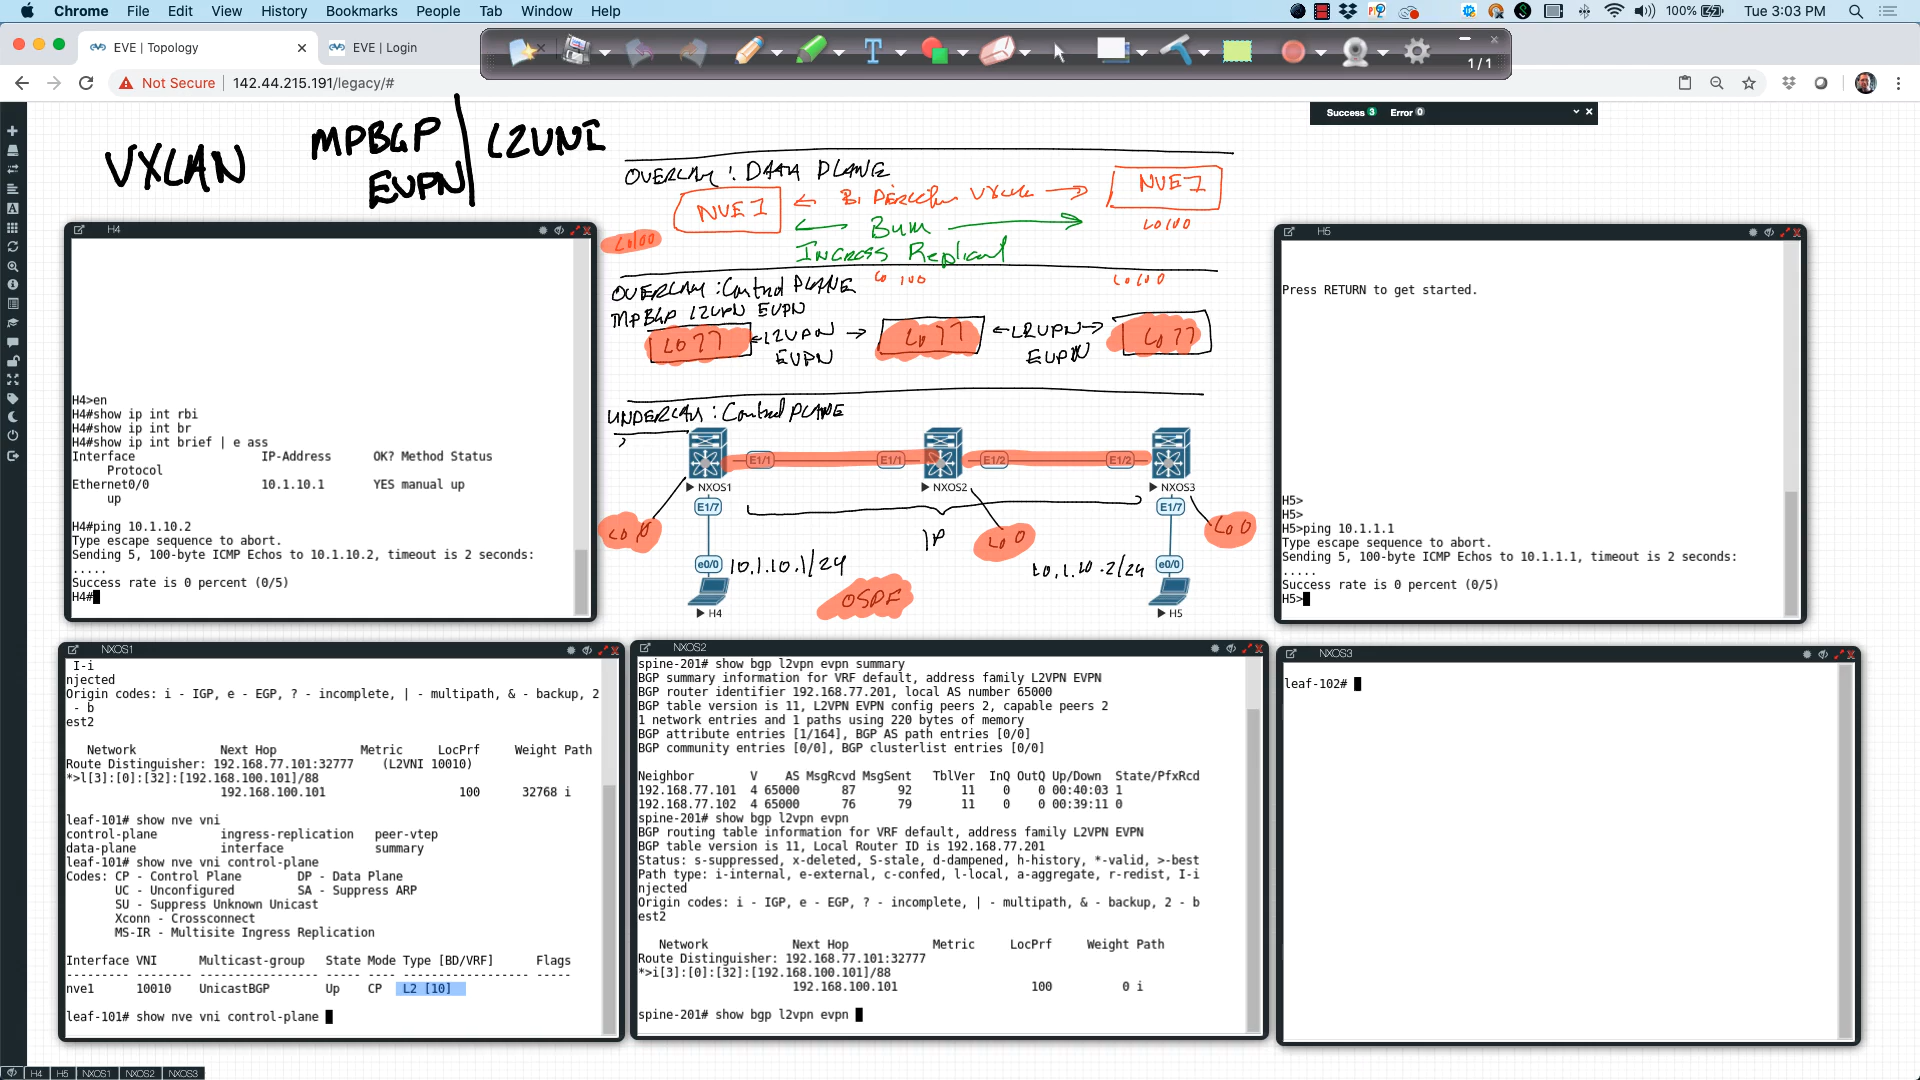 Chrome File Edit View History Bookmarks People Tab Window Help 100% Tue 3:03 PM
EVE | Topology
EVE | Login
1/1
Not Secure 142.44.215.191/legacy/#
Success 3 Error 0
VXLAN MPBGP EVPN L2VNI
OVERLAY: DATA PLANE
NVE1 Bi Direction VXLAN NVE1
Lo100 BUM Lo100
INGRESS Replicat
OVERLAY: Control PLANE Lo 100 Lo100
MPBGP L2VPN EVPN
LO 77 L2VPN EVPN Lo 77 L2VPN EVPN Lo 77
UNDERLAY: Control PLANE
E1/1 E1/1 E1/2 E1/2
NXOS1 NXOS2 NXOS3
E1/7 E1/7
Lo 0 IP Lo 0 Lo 0
e0/0 10.1.10.1/24 10.1.10.2/24 e0/0
OSPF
H4 H5
H4
H4>en
H4#show ip int rbi
H4#show ip int br
H4#show ip int brief | e ass
Interface IP-Address OK? Method Status
Protocol
Ethernet0/0 10.1.10.1 YES manual up
up
H4#ping 10.1.10.2
Type escape sequence to abort.
Sending 5, 100-byte ICMP Echos to 10.1.10.2, timeout is 2 seconds:
.....
Success rate is 0 percent (0/5)
H4#
H5
Press RETURN to get started.
H5>
H5>
H5>ping 10.1.1.1
Type escape sequence to abort.
Sending 5, 100-byte ICMP Echos to 10.1.1.1, timeout is 2 seconds:
.....
Success rate is 0 percent (0/5)
H5>
NXOS1
I-i
njected
Origin codes: i - IGP, e - EGP, ? - incomplete, | - multipath, & - backup, 2
- b
est2
Network Next Hop Metric LocPrf Weight Path
Route Distinguisher: 192.168.77.101:32777 (L2VNI 10010)
*>l[3]:[0]:[32]:[192.168.100.101]/88
192.168.100.101 100 32768 i
leaf-101# show nve vni
control-plane ingress-replication peer-vtep
data-plane interface summary
leaf-101# show nve vni control-plane
Codes: CP - Control Plane DP - Data Plane
UC - Unconfigured SA - Suppress ARP
SU - Suppress Unknown Unicast
Xconn - Crossconnect
MS-IR - Multisite Ingress Replication
Interface VNI Multicast-group State Mode Type [BD/VRF] Flags
--------- -------- ----------------- ----- ---- ------------------ -----
nve1 10010 UnicastBGP Up CP L2 [10]
leaf-101# show nve vni control-plane
NXOS2
spine-201# show bgp l2vpn evpn summary
BGP summary information for VRF default, address family L2VPN EVPN
BGP router identifier 192.168.77.201, local AS number 65000
BGP table version is 11, L2VPN EVPN config peers 2, capable peers 2
1 network entries and 1 paths using 220 bytes of memory
BGP attribute entries [1/164], BGP AS path entries [0/0]
BGP community entries [0/0], BGP clusterlist entries [0/0]
Neighbor V AS MsgRcvd MsgSent TblVer InQ OutQ Up/Down State/PfxRcd
192.168.77.101 4 65000 87 92 11 0 0 00:40:03 1
192.168.77.102 4 65000 76 79 11 0 0 00:39:11 0
spine-201# show bgp l2vpn evpn
BGP routing table information for VRF default, address family L2VPN EVPN
BGP table version is 11, Local Router ID is 192.168.77.201
Status: s-suppressed, x-deleted, S-stale, d-dampened, h-history, *-valid, >-best
Path type: i-internal, e-external, c-confed, l-local, a-aggregate, r-redist, I-i
njected
Origin codes: i - IGP, e - EGP, ? - incomplete, | - multipath, & - backup, 2 - b
est2
Network Next Hop Metric LocPrf Weight Path
Route Distinguisher: 192.168.77.101:32777
*>i[3]:[0]:[32]:[192.168.100.101]/88
192.168.100.101 100 0 i
spine-201# show bgp l2vpn evpn
NXOS3
leaf-102#
H4 H5 NXOS1 NXOS2 NXOS3